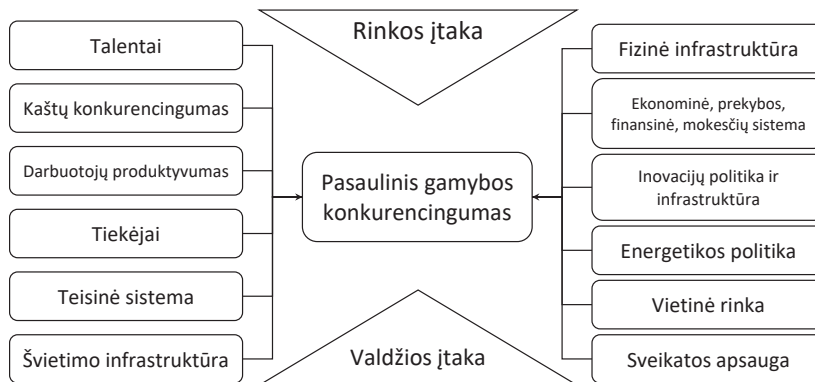 Talentai
Kaštų konkurencingumas
Darbuotojų produktyvumas
Tiekėjai
Teisinė sistema
Švietimo infrastruktūra
Rinkos įtaka
Pasaulinis gamybos
konkurencingumas
Valdžios įtaka
Fizinė infrastruktūra
Ekonominė, prekybos,
finansinė, mokesčių sistema
Inovacijų politika ir
infrastruktūra
Energetikos politika
Vietinė rinka
Sveikatos apsauga